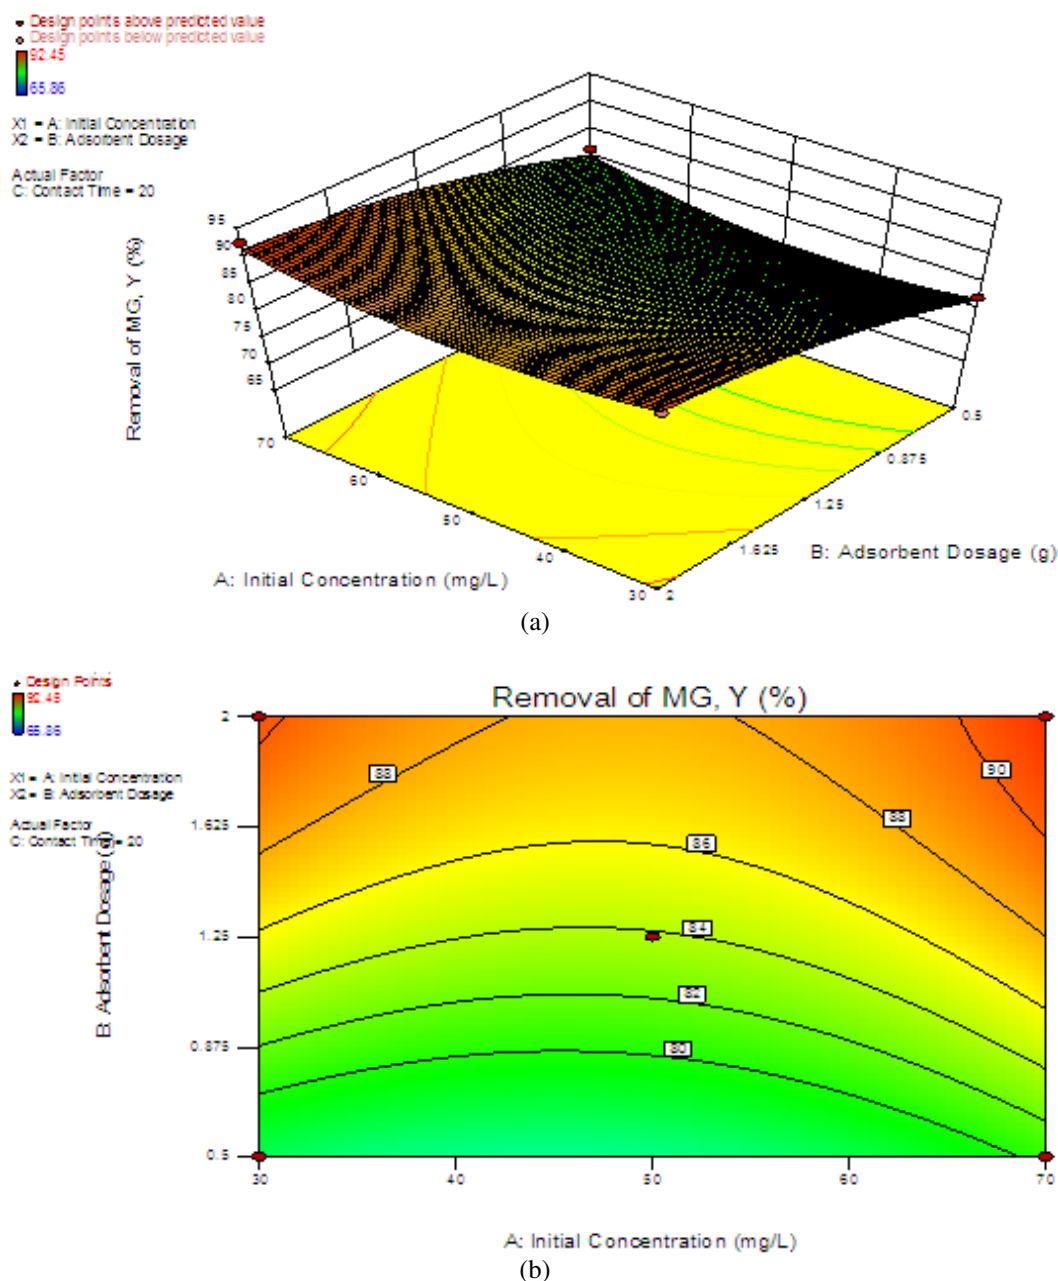 Design points above predicted value
Design points below predicted value
92.45
65.86
X1 = A: Initial Concentration
X2 = B: Adsorbent Dosage
Actual Factor
C: Contact Time = 20
Removal of MG, Y (%)
95
90
85
80
75
70
65
70
60
50
40
30
2
1.625
1.25
0.875
0.5
A: Initial Concentration (mg/L)
B: Adsorbent Dosage (g)
(a)
Design Points
92.45
65.86
X1 = A: Initial Concentration
X2 = B: Adsorbent Dosage
Actual Factor
C: Contact Time = 20
Removal of MG, Y (%)
B: Adsorbent Dosage
2
1.625
1.25
0.875
0.5
88
90
88
86
84
82
80
30
40
50
60
70
A: Initial Concentration (mg/L)
(b)